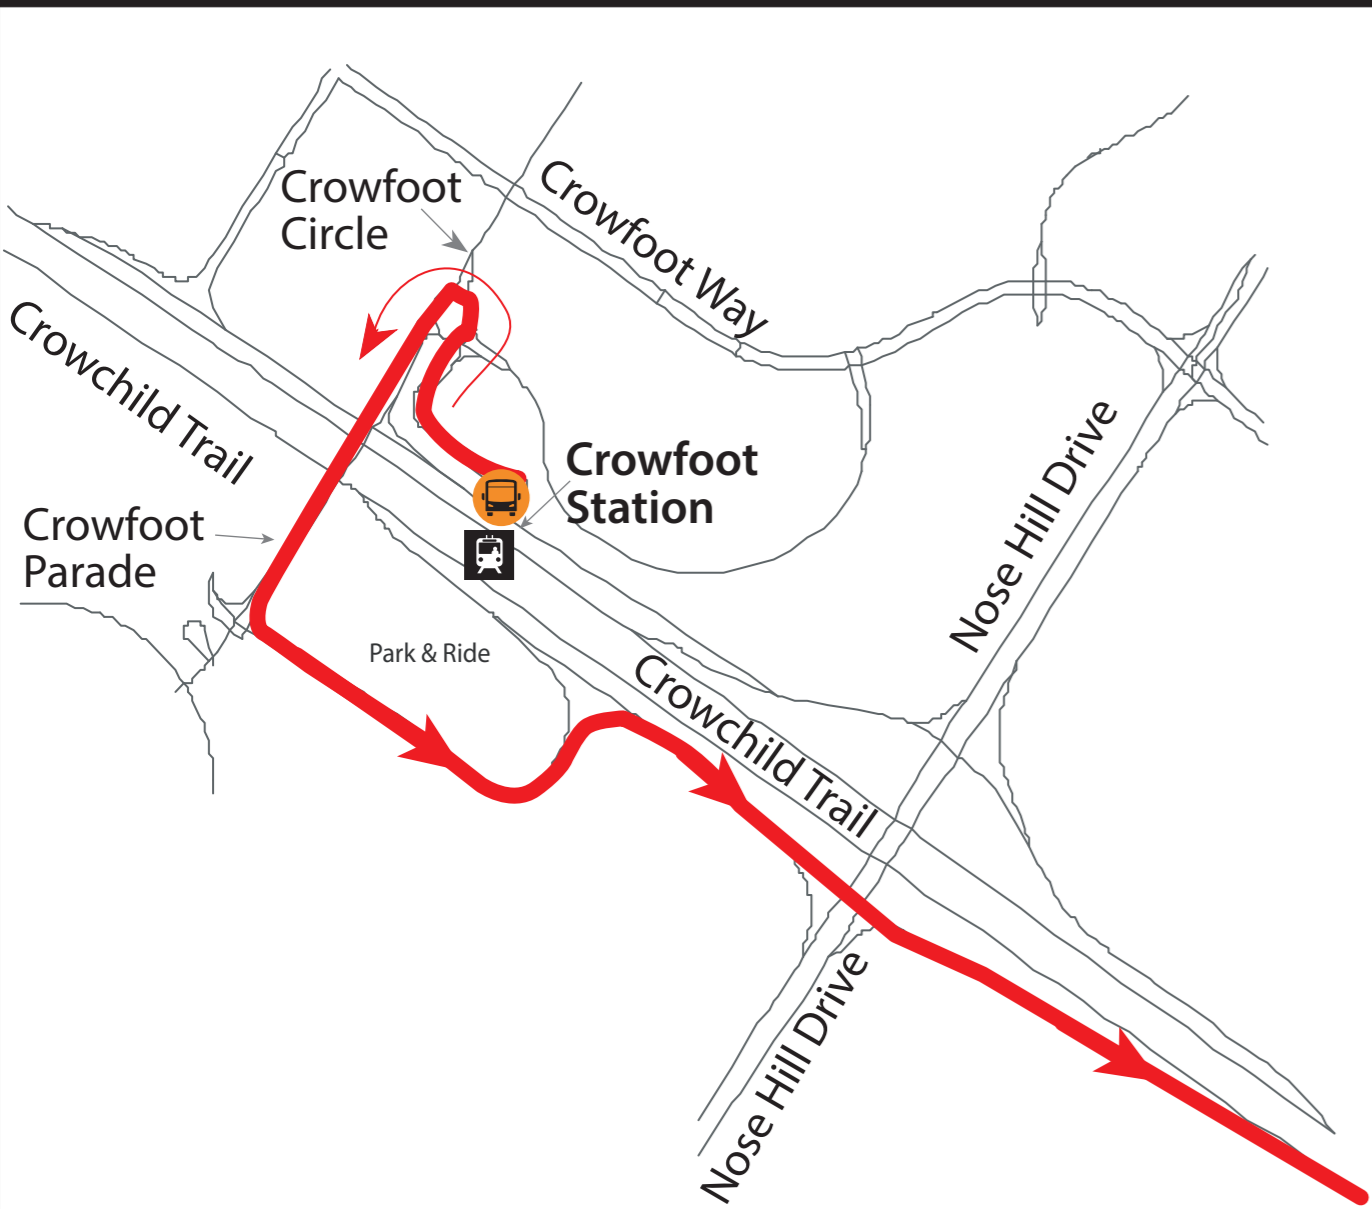 Crowfoot
Circle
Crowfoot Way
Crowchild Trail
Crowfoot
Station
Nose Hill Drive
Crowfoot
Parade
Park & Ride
Crowchild Trail
Nose Hill Drive